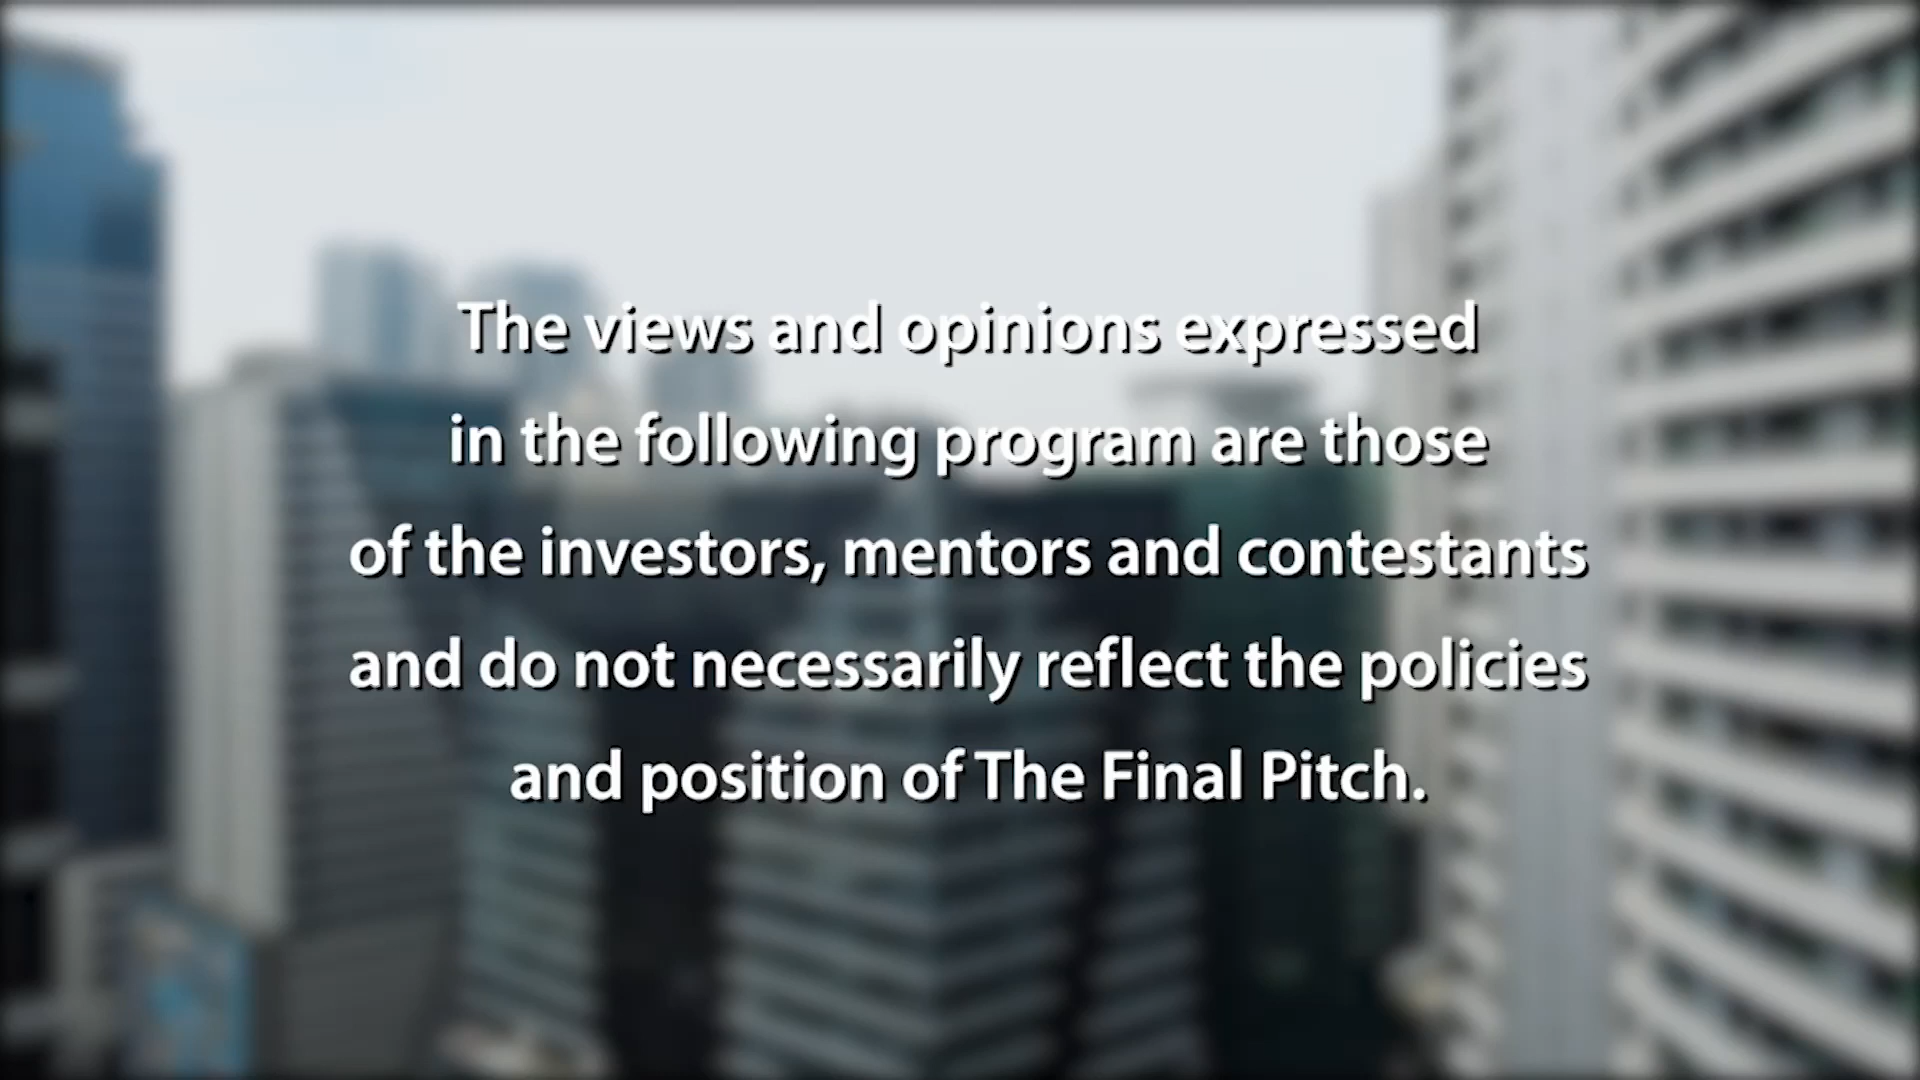 The views and opinions expressed
in the following program are those
of the investors, mentors and contestants
and do not necessarily reflect the policies
and position of The Final Pitch.